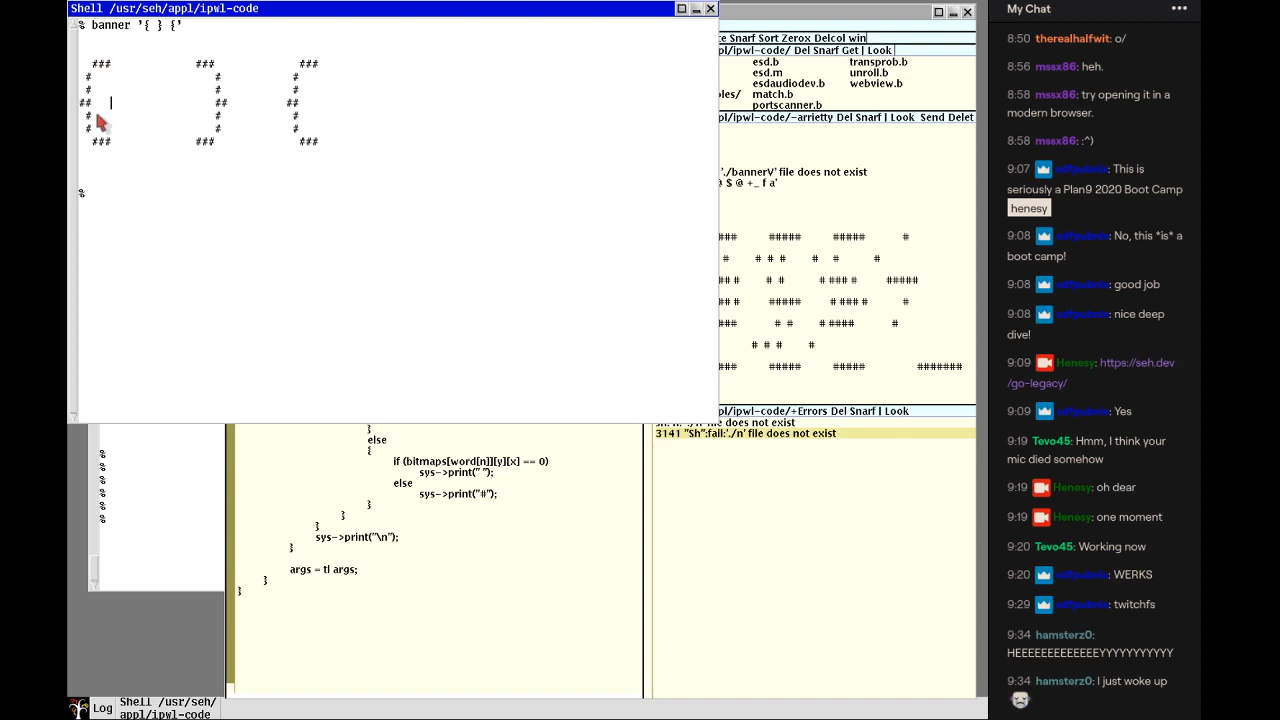 Shell /usr/seh/appl/ipwl-code
% banner '{ } {'
###             ###             ###
#                   #           #
#                   #           #
##                   ##         ##
#                   #           #
#                   #           #
###             ###             ###
%
te Snarf Sort Zerox Delcol win
pl/ipwl-code/ Del Snarf Get | Look
esd.b transprob.b
esd.m unroll.b
esdaudiodev.b webview.b
oles/ match.b
portscanner.b
pl/ipwl-code/-arrietty Del Snarf | Look Send Delet
'./bannerV' file does not exist
$ @ +_ f a'
### ##### ##### #
# # # # # # #
### # # # # #### # #####
### # ##### # #### # #
### # # # #### #
# # # #
### ##### ##### #######
pl/ipwl-code/+Errors Del Snarf | Look
3141 "Sh":fail:'./n' file does not exist
%
%
%
%
%
%
%
}
else
{
if (bitmaps[word[n]][y][x] == 0)
sys->print(" ");
else
sys->print("#");
}
}
}
sys->print("\n");
}
args = tl args;
}
}
Log
Shell /usr/seh/
appl/ipwl-code
My Chat
8:50 therealhalfwit: o/
8:56 mssx86: heh.
8:58 mssx86: try opening it in a
modern browser.
8:58 mssx86: :^)
9:07 sdfpubnix: This is
seriously a Plan9 2020 Boot Camp
henesy
9:08 sdfpubnix: No, this *is* a
boot camp!
9:08 sdfpubnix: good job
9:08 sdfpubnix: nice deep
dive!
9:09 Henesy: https://seh.dev
/go-legacy/
9:09 sdfpubnix: Yes
9:19 Tevo45: Hmm, I think your
mic died somehow
9:19 Henesy: oh dear
9:19 Henesy: one moment
9:20 Tevo45: Working now
9:20 sdfpubnix: WERKS
9:29 sdfpubnix: twitchfs
9:34 hamsterz0:
HEEEEEEEEEEEEYYYYYYYYYY
9:34 hamsterz0: I just woke up